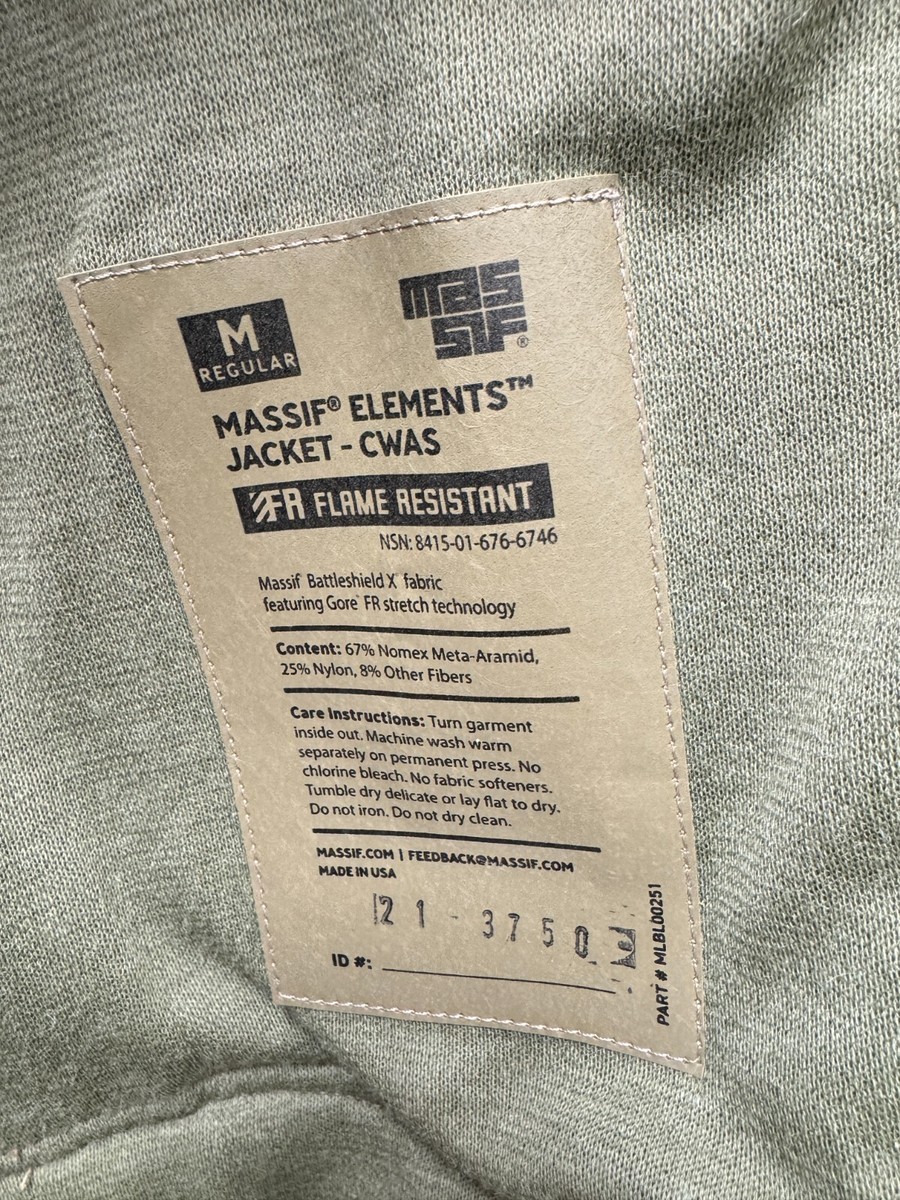 M
REGULAR
massif®
MASSIF® ELEMENTS™
JACKET - CWAS
FR FLAME RESISTANT
NSN: 8415-01-676-6746
Massif® Battleshield X® fabric
featuring Gore® FR stretch technology
Content: 67% Nomex Meta-Aramid,
25% Nylon, 8% Other Fibers
Care Instructions: Turn garment
inside out. Machine wash warm
separately on permanent press. No
chlorine bleach. No fabric softeners.
Tumble dry delicate or lay flat to dry.
Do not iron. Do not dry clean.
MASSIF.COM | FEEDBACK@MASSIF.COM
MADE IN USA
21 - 3750
ID #:
PART # MLBL00251